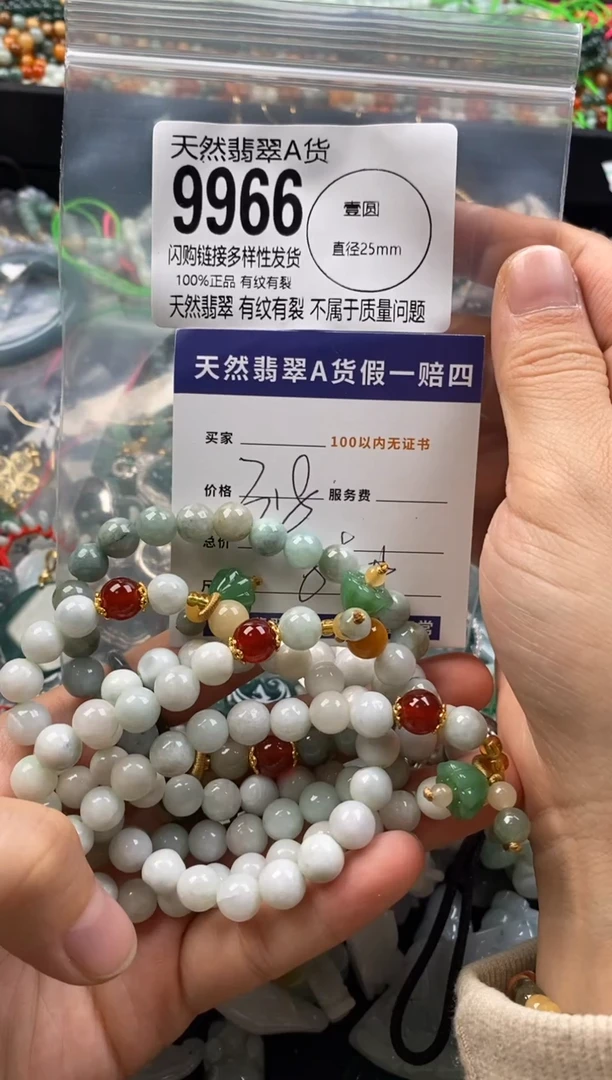 天然翡翠A货
9966
壹圆
直径25mm
闪购链接多样性发货
100%正品 有纹有裂
天然翡翠 有纹有裂 不属于质量问题
天然翡翠A货假一赔四
买家
100以内无证书
价格
服务费
总价